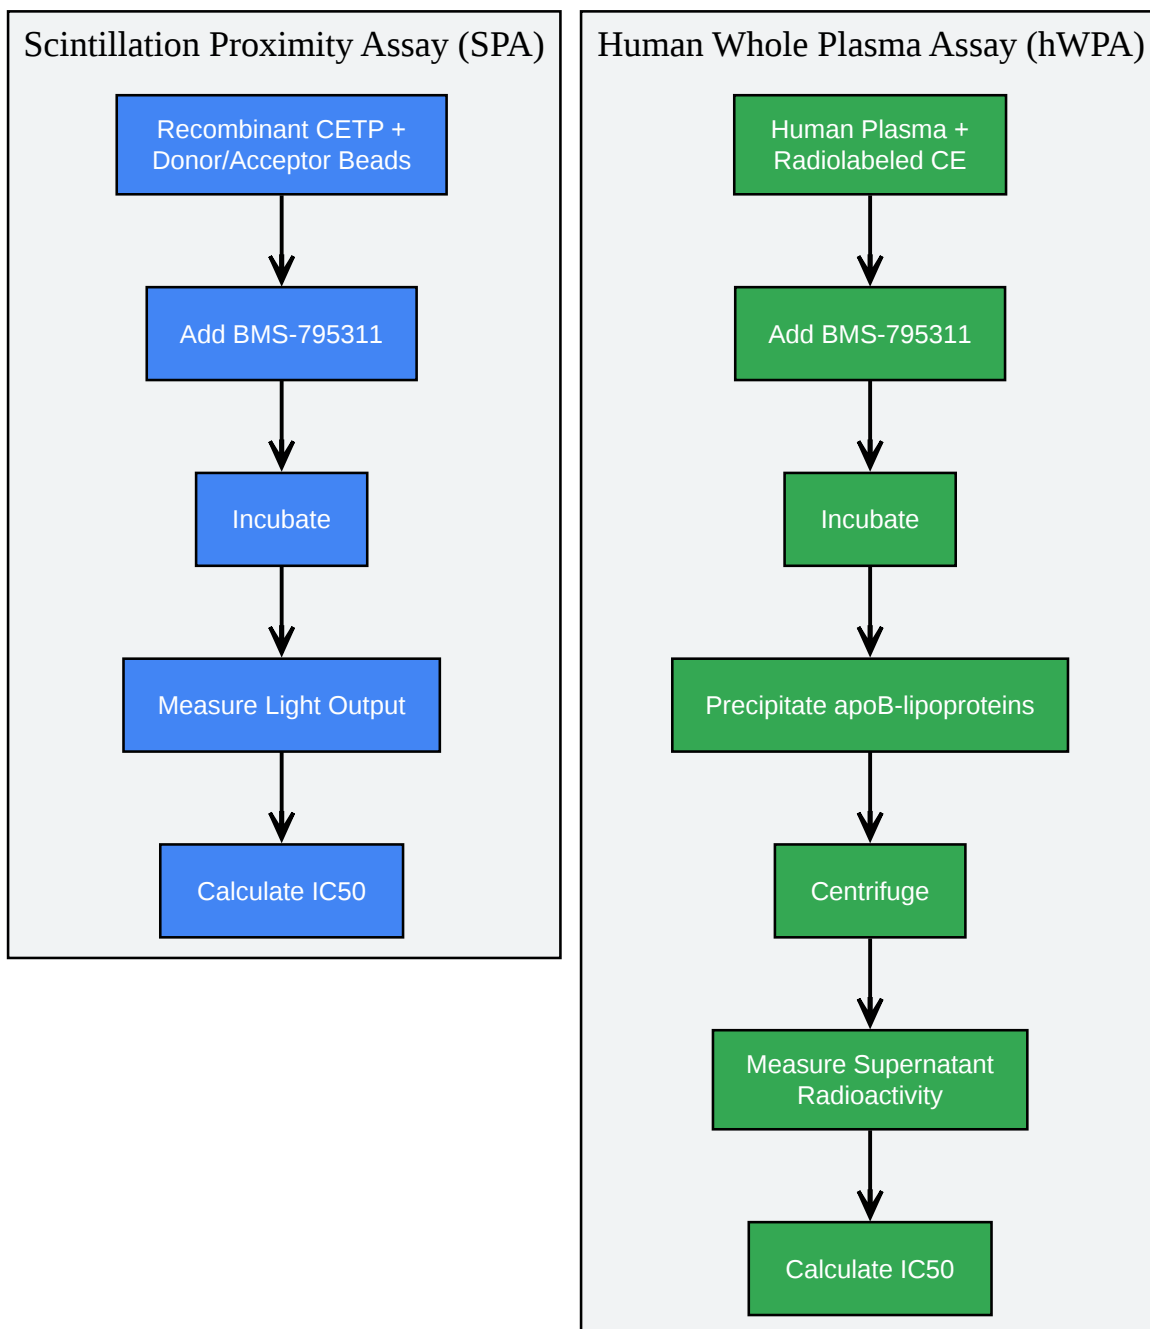 Scintillation Proximity Assay (SPA)
Recombinant CETP +
Donor/Acceptor Beads
Add BMS-795311
Incubate
Measure Light Output
Calculate IC50
Human Whole Plasma Assay (hWPA)
Human Plasma +
Radiolabeled CE
Add BMS-795311
Incubate
Precipitate apoB-lipoproteins
Centrifuge
Measure Supernatant
Radioactivity
Calculate IC50